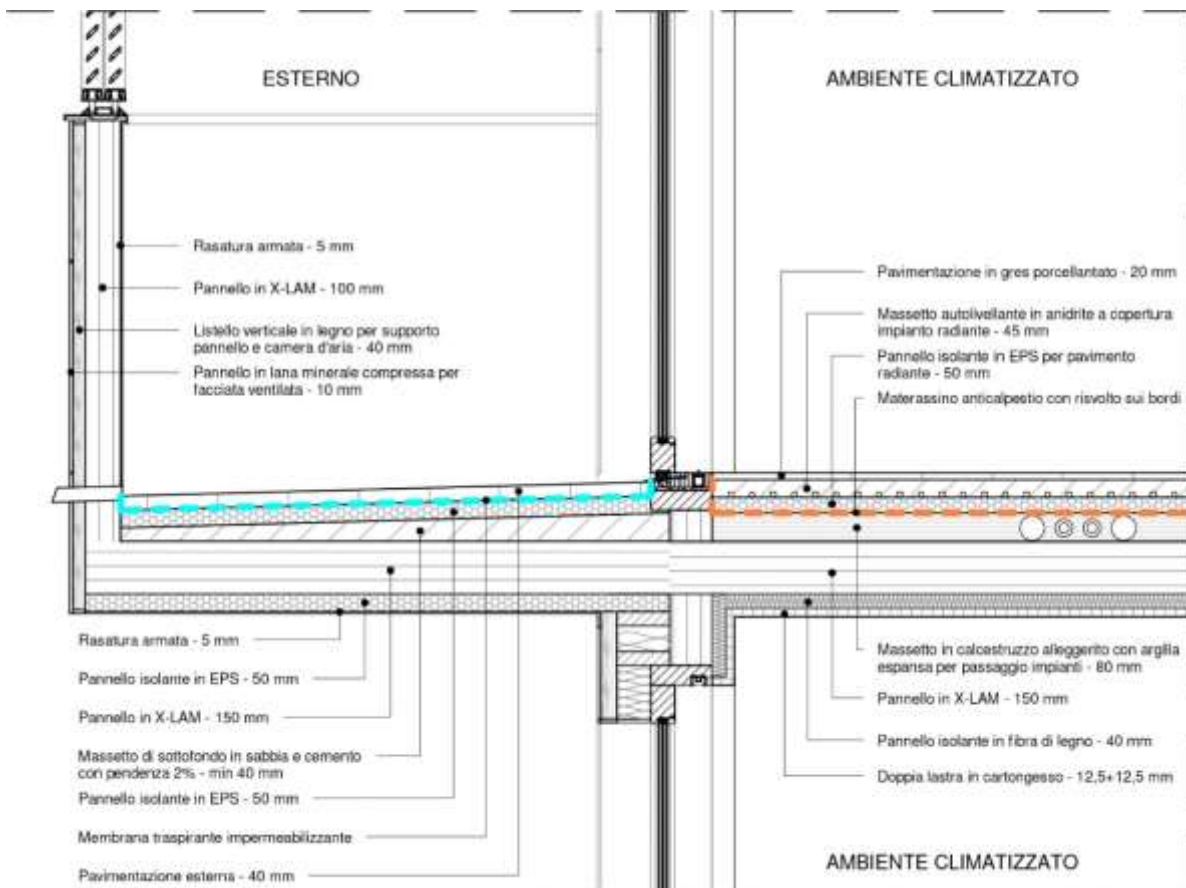 ESTERNO
AMBIENTE CLIMATIZZATO
Rasatura armata - 5 mm
Pannello in X-LAM - 100 mm
Listello verticale in legno per supporto
pannello e camera d'aria - 40 mm
Pannello in lana minerale compressa per
facciata ventilata - 10 mm
Pavimentazione in gres porcellantato - 20 mm
Massetto autolivellante in anidrite a copertura
impianto radiante - 45 mm
Pannello isolante in EPS per pavimento
radiante - 50 mm
Materassino anticalpestio con risvolto sui bordi
Rasatura armata - 5 mm
Pannello isolante in EPS - 50 mm
Pannello in X-LAM - 150 mm
Massetto di sottofondo in sabbia e cemento
con pendenza 2% - min 40 mm
Pannello isolante in EPS - 50 mm
Membrana traspirante impermeabilizzante
Pavimentazione esterna - 40 mm
Massetto in calcestruzzo alleggerito con argilla
espansa per passaggio impianti - 80 mm
Pannello in X-LAM - 150 mm
Pannello isolante in fibra di legno - 40 mm
Doppia lastra in cartongesso - 12,5+12,5 mm
AMBIENTE CLIMATIZZATO